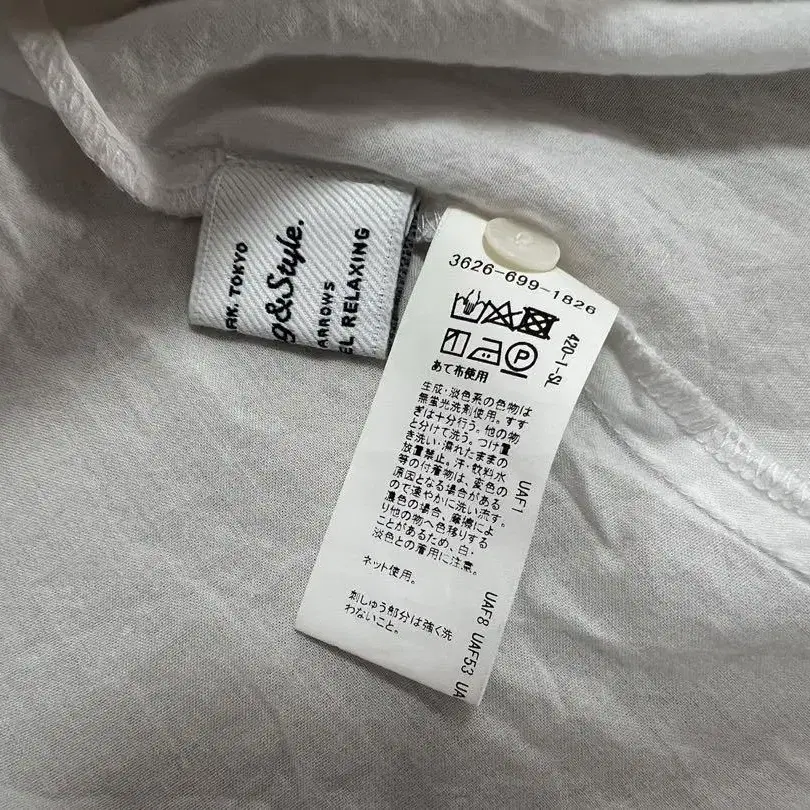 RK. TOKYO
g&Style.
ARROWS
EL RELAXING
3626-699-1826
420-1-SL
P
あて布使用
生成・淡色系の色物は
無蛍光洗剤使用。すす
ぎは十分行う。他の物
と分けて洗う。つけ置
き洗い・濡れたままの
放置禁止。汗・飲料水
等の付着物は、変色の
原因となる場合がある
ので速やかに洗い流す。
濃色の場合、摩擦によ
り他の物へ色移りする
ことがあるため、白・
淡色との着用に注意。
ネット使用。
刺しゅう部分は強く洗
わないこと。
UAF1
UAF8 UAF53 UA